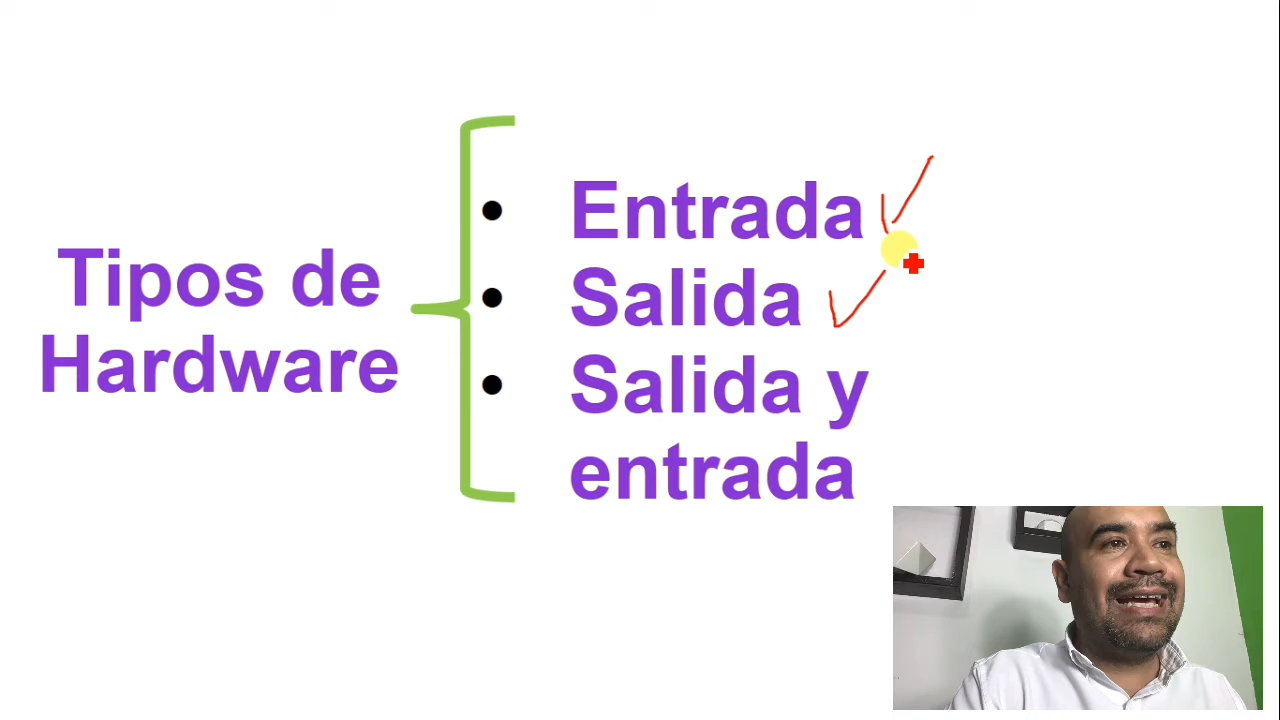 Tipos de
Hardware
• Entrada
• Salida
• Salida y
entrada